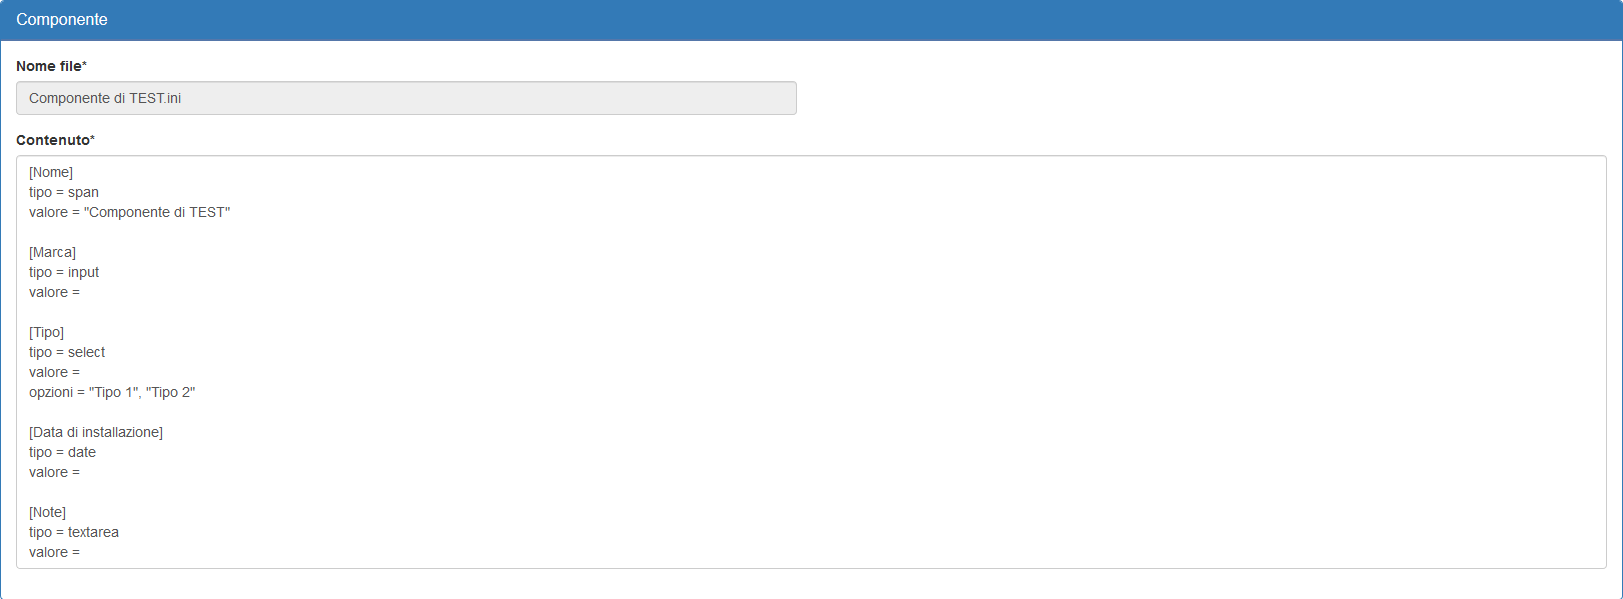 Componente
Nome file*
Componente di TEST.ini
Contenuto*
[Nome]
tipo = span
valore = "Componente di TEST"
[Marca]
tipo = input
valore =
[Tipo]
tipo = select
valore =
opzioni = "Tipo 1", "Tipo 2"
[Data di installazione]
tipo = date
valore =
[Note]
tipo = textarea
valore =